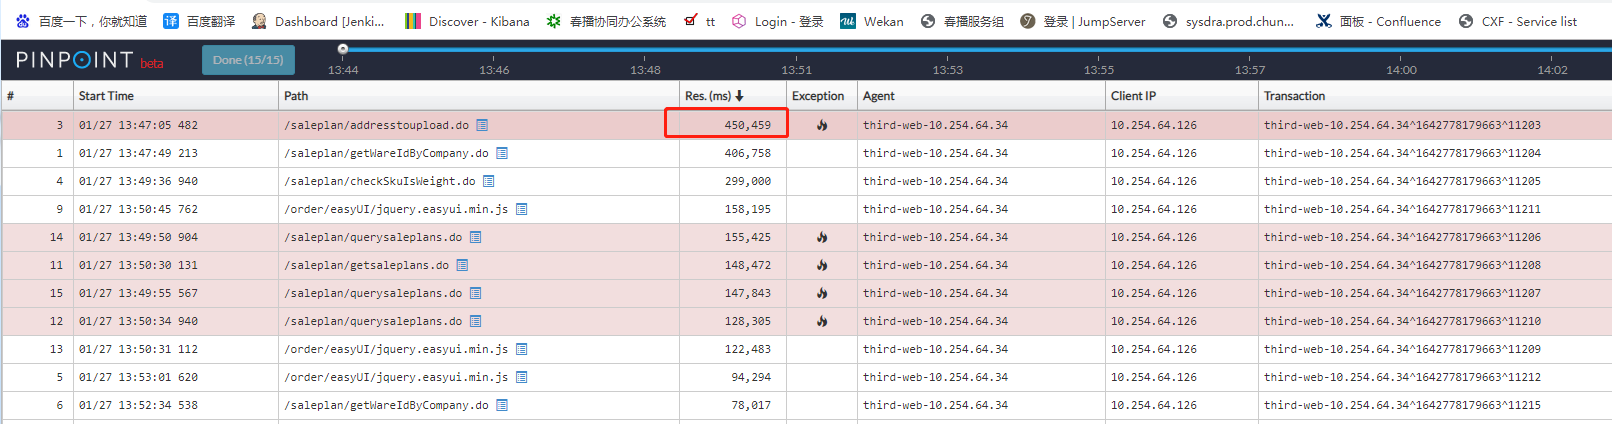 百度一下，你就知道 百度翻译 Dashboard [Jenki... Discover - Kibana 春播协同办公系统 tt Login - 登录 Wekan 春播服务组 登录 | JumpServer sysdra.prod.chun... 面板 - Confluence CXF - Service list
PINPOINT beta Done (15/15)
13:44 13:46 13:48 13:51 13:53 13:55 13:57 14:00 14:02
# Start Time Path Res. (ms) Exception Agent Client IP Transaction
3 01/27 13:47:05 482 /saleplan/addresstoupload.do 450,459 third-web-10.254.64.34 10.254.64.126 third-web-10.254.64.34^1642778179663^11203
1 01/27 13:47:49 213 /saleplan/getWareIdByCompany.do 406,758 third-web-10.254.64.34 10.254.64.126 third-web-10.254.64.34^1642778179663^11204
4 01/27 13:49:36 940 /saleplan/checkSkuIsWeight.do 299,000 third-web-10.254.64.34 10.254.64.126 third-web-10.254.64.34^1642778179663^11205
9 01/27 13:50:45 762 /order/easyUI/jquery.easyui.min.js 158,195 third-web-10.254.64.34 10.254.64.126 third-web-10.254.64.34^1642778179663^11211
14 01/27 13:49:50 904 /saleplan/querysaleplans.do 155,425 third-web-10.254.64.34 10.254.64.126 third-web-10.254.64.34^1642778179663^11206
11 01/27 13:50:30 131 /saleplan/getsaleplans.do 148,472 third-web-10.254.64.34 10.254.64.126 third-web-10.254.64.34^1642778179663^11208
15 01/27 13:49:55 567 /saleplan/querysaleplans.do 147,843 third-web-10.254.64.34 10.254.64.126 third-web-10.254.64.34^1642778179663^11207
12 01/27 13:50:34 940 /saleplan/querysaleplans.do 128,305 third-web-10.254.64.34 10.254.64.126 third-web-10.254.64.34^1642778179663^11210
13 01/27 13:50:31 112 /order/easyUI/jquery.easyui.min.js 122,483 third-web-10.254.64.34 10.254.64.126 third-web-10.254.64.34^1642778179663^11209
5 01/27 13:53:01 620 /order/easyUI/jquery.easyui.min.js 94,294 third-web-10.254.64.34 10.254.64.126 third-web-10.254.64.34^1642778179663^11212
6 01/27 13:52:34 538 /saleplan/getWareIdByCompany.do 78,017 third-web-10.254.64.34 10.254.64.126 third-web-10.254.64.34^1642778179663^11215